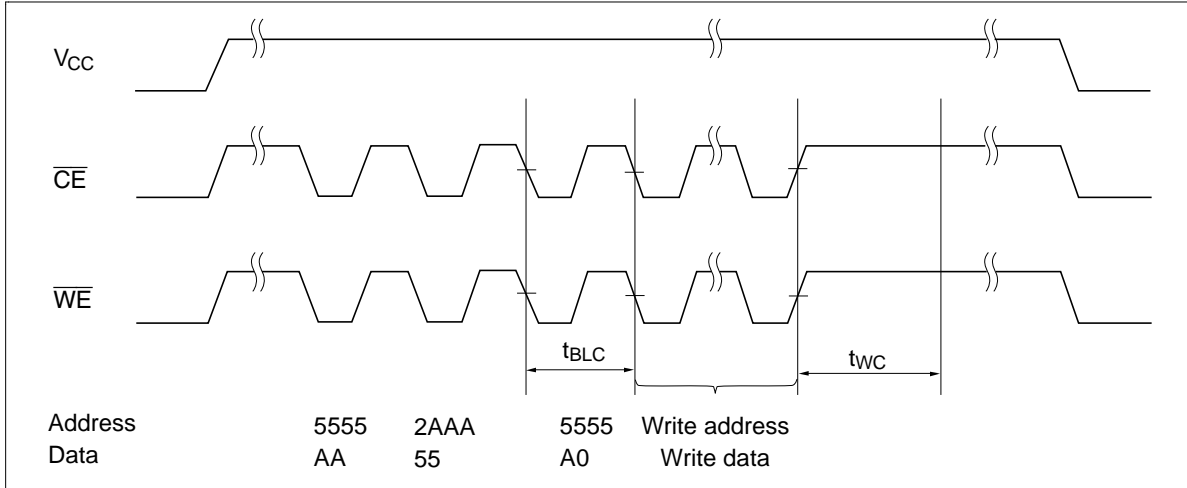 VCC
CE
WE
tBLC
tWC
Address 5555 2AAA 5555 Write address
Data AA 55 A0 Write data